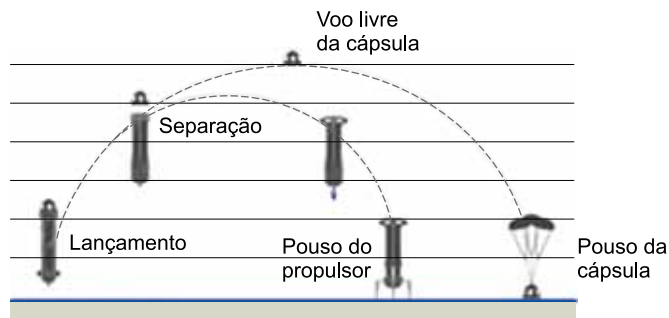 Voo livre
da cápsula
Separação
Lançamento
Pouso do
propulsor
Pouso da
cápsula